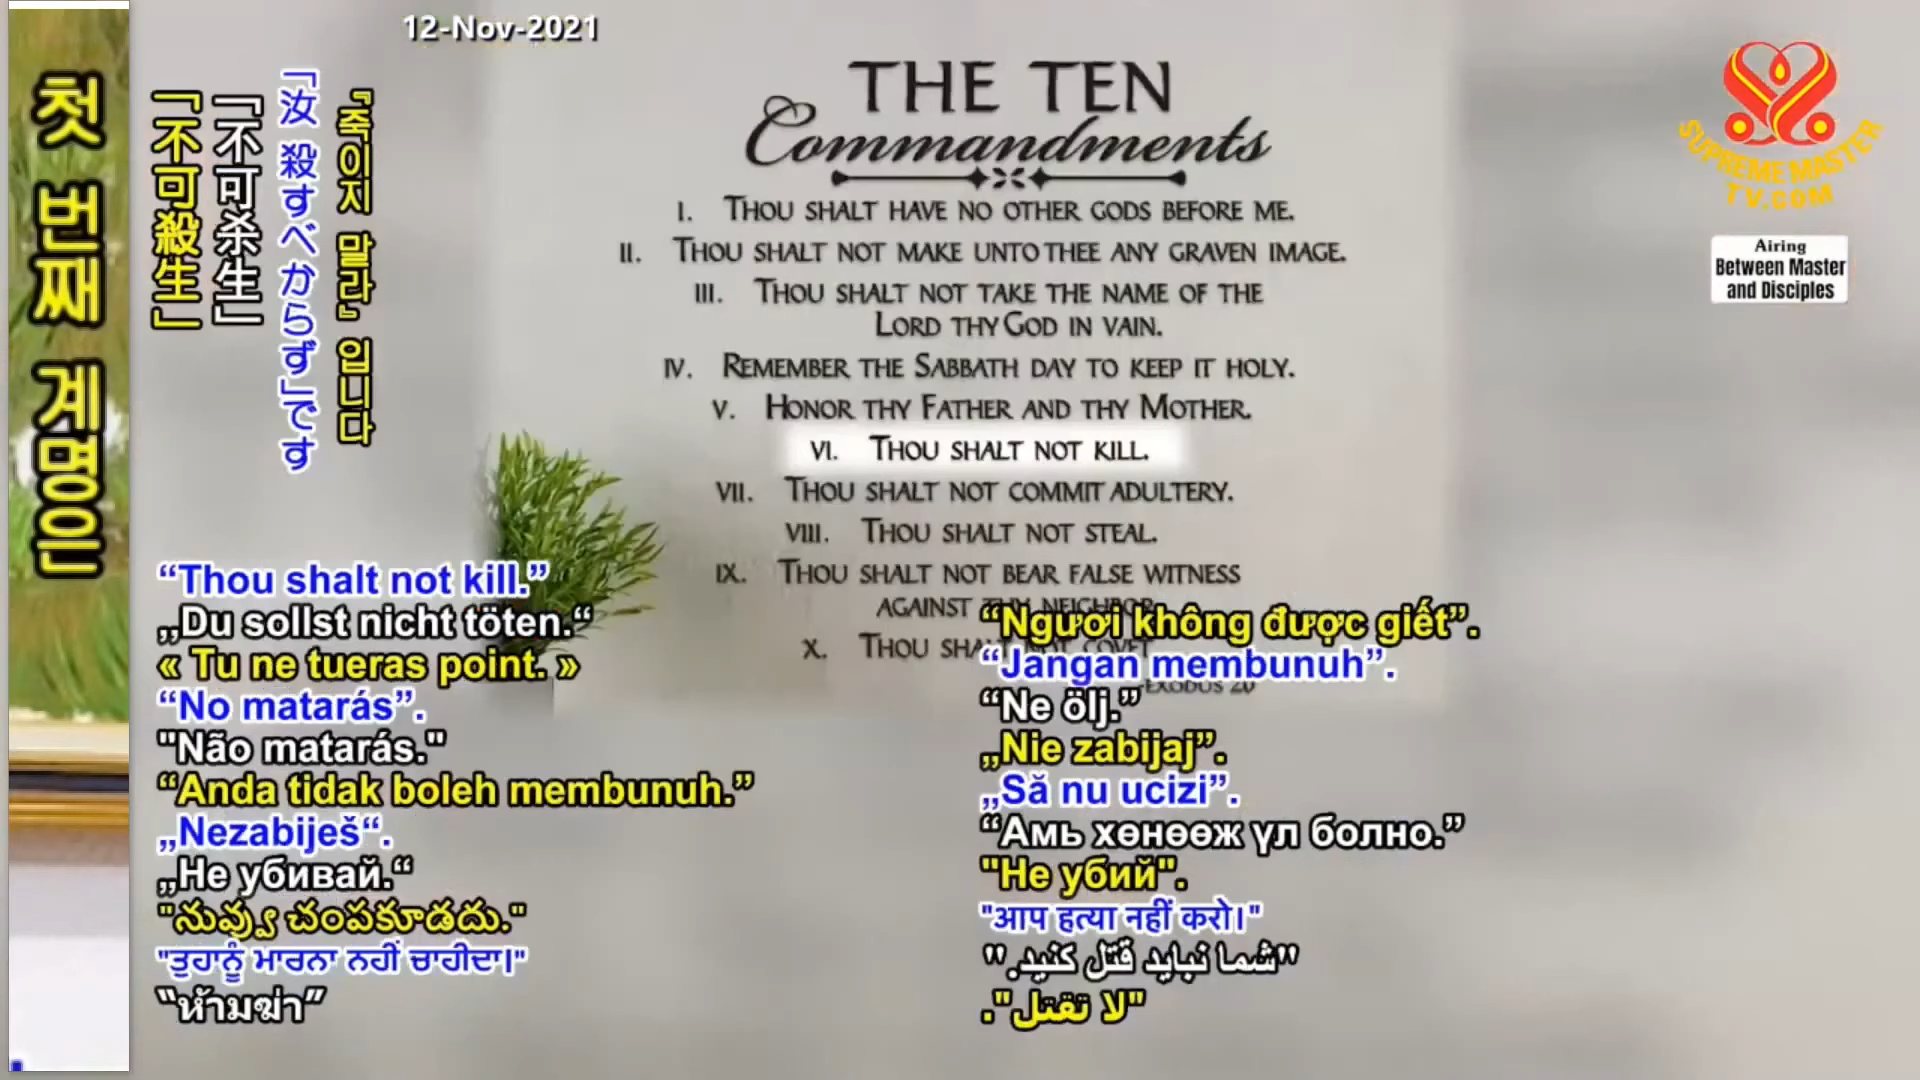 12-Nov-2021
첫 번째 계명은
「不可殺生」
「不可杀生」
「汝 殺すべからず」です
『죽이지 말라』 입니다
THE TEN
Commandments
I. THOU SHALT HAVE NO OTHER GODS BEFORE ME.
II. THOU SHALT NOT MAKE UNTO THEE ANY GRAVEN IMAGE.
III. THOU SHALT NOT TAKE THE NAME OF THE
LORD THY GOD IN VAIN.
IV. REMEMBER THE SABBATH DAY TO KEEP IT HOLY.
V. HONOR THY FATHER AND THY MOTHER.
VI. THOU SHALT NOT KILL.
VII. THOU SHALT NOT COMMIT ADULTERY.
VIII. THOU SHALT NOT STEAL.
IX. THOU SHALT NOT BEAR FALSE WITNESS
AGAINST THY NEIGHBOR.
X. THOU SHALT NOT COVET
-EXODUS 20
SUPREME MASTER
TV.COM
Airing
Between Master
and Disciples
“Thou shalt not kill.”
„Du sollst nicht töten.“
« Tu ne tueras point. »
“No matarás”.
"Não matarás."
“Anda tidak boleh membunuh.”
„Nezabiješ“.
„Не убивай.“
"నువ్వు చంపకూడదు."
"ਤੁਹਾਨੂੰ ਮਾਰਨਾ ਨਹੀਂ ਚਾਹੀਦਾ।"
“ห้ามฆ่า”
“Ngươi không được giết”.
“Jangan membunuh”.
“Ne ölj.”
„Nie zabijaj”.
„Să nu ucizi”.
“Амь хөнөөж үл болно.”
"Не убий".
"आप हत्या नहीं करो।"
"شما نباید قتل کنید."
"لا تقتل".